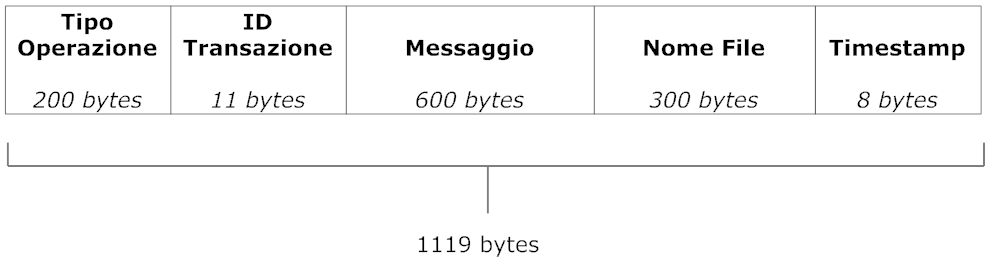 Tipo
Operazione
200 bytes
ID
Transazione
11 bytes
Messaggio
600 bytes
Nome File
300 bytes
Timestamp
8 bytes
1119 bytes